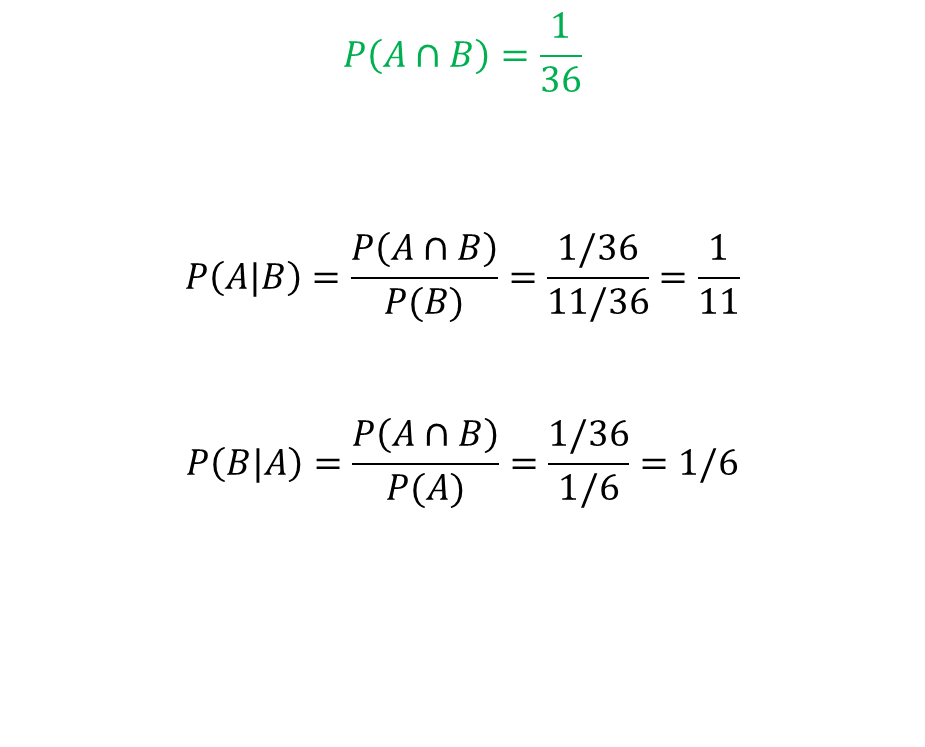 P(A ∩ B) = 1/36
P(A|B) = P(A ∩ B)/P(B) = (1/36)/(11/36) = 1/11
P(B|A) = P(A ∩ B)/P(A) = (1/36)/(1/6) = 1/6